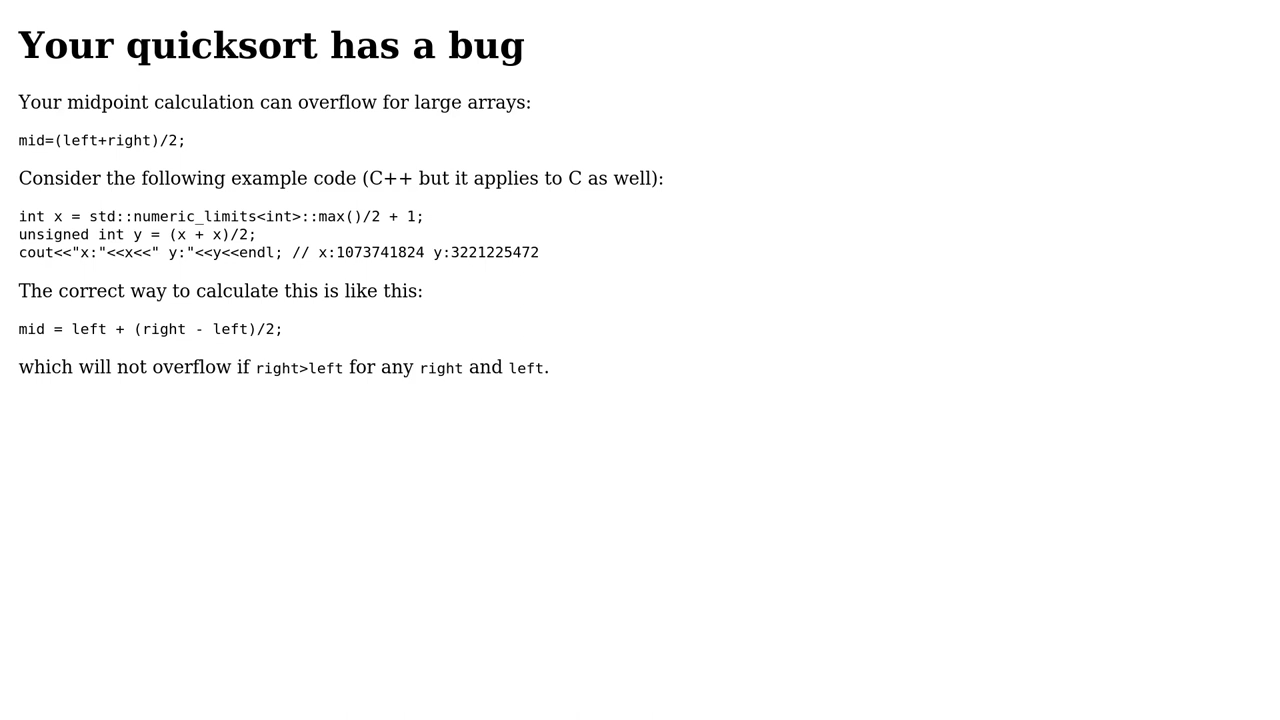 Your quicksort has a bug
Your midpoint calculation can overflow for large arrays:
mid=(left+right)/2;
Consider the following example code (C++ but it applies to C as well):
int x = std::numeric_limits<int>::max()/2 + 1;
unsigned int y = (x + x)/2;
cout<<"x:"<<x<<" y:"<<y<<endl; // x:1073741824 y:3221225472
The correct way to calculate this is like this:
mid = left + (right - left)/2;
which will not overflow if right>left for any right and left.